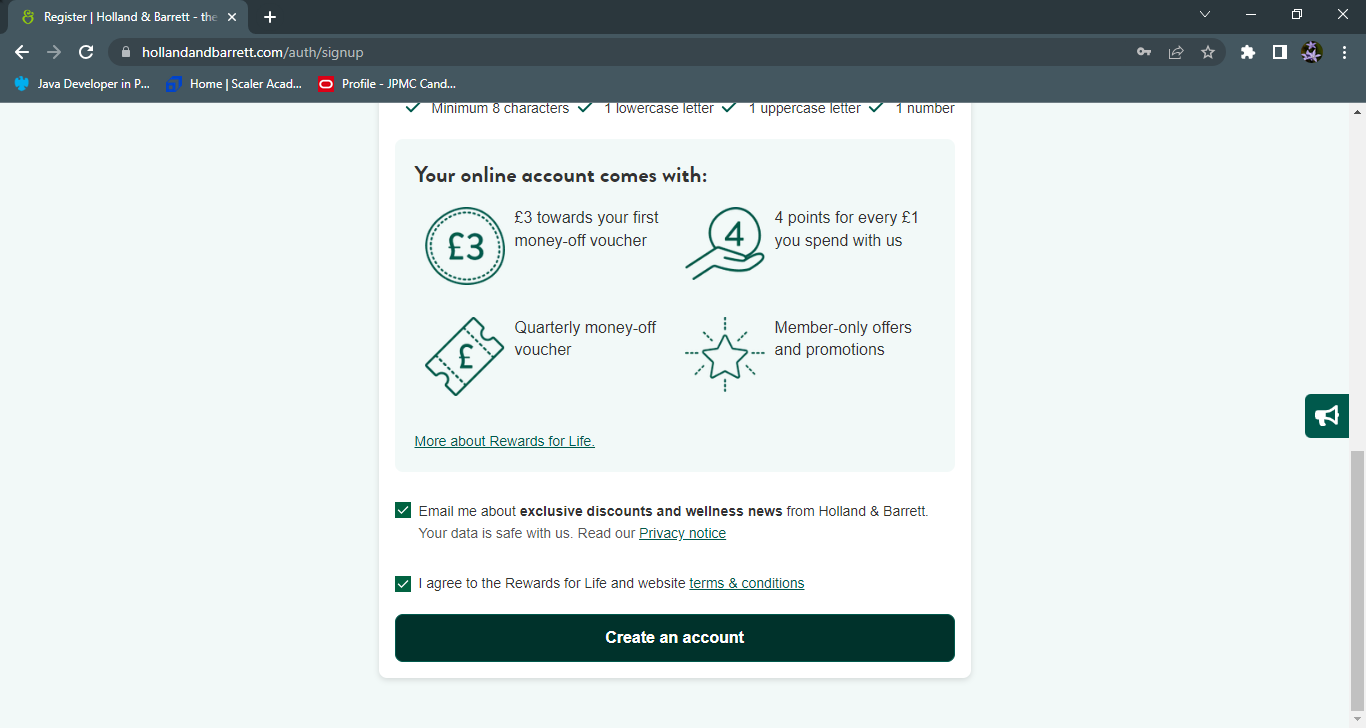 Register | Holland & Barrett - the
hollandandbarrett.com/auth/signup
Java Developer in P... Home | Scaler Acad... Profile - JPMC Cand...
Minimum 8 characters 1 lowercase letter 1 uppercase letter 1 number
Your online account comes with:
£3
£3 towards your first
money-off voucher
4
4 points for every £1
you spend with us
£
Quarterly money-off
voucher
Member-only offers
and promotions
More about Rewards for Life.
Email me about exclusive discounts and wellness news from Holland & Barrett.
Your data is safe with us. Read our Privacy notice
I agree to the Rewards for Life and website terms & conditions
Create an account